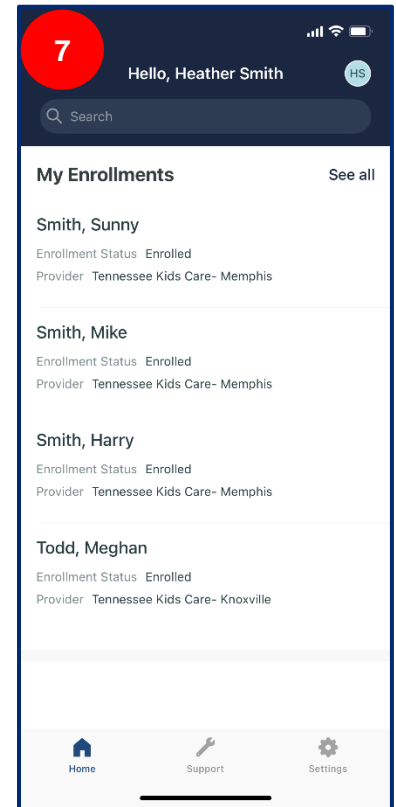 7
Hello, Heather Smith
HS
Search
My Enrollments See all
Smith, Sunny
Enrollment Status Enrolled
Provider Tennessee Kids Care- Memphis
Smith, Mike
Enrollment Status Enrolled
Provider Tennessee Kids Care- Memphis
Smith, Harry
Enrollment Status Enrolled
Provider Tennessee Kids Care- Memphis
Todd, Meghan
Enrollment Status Enrolled
Provider Tennessee Kids Care- Knoxville
Home Support Settings